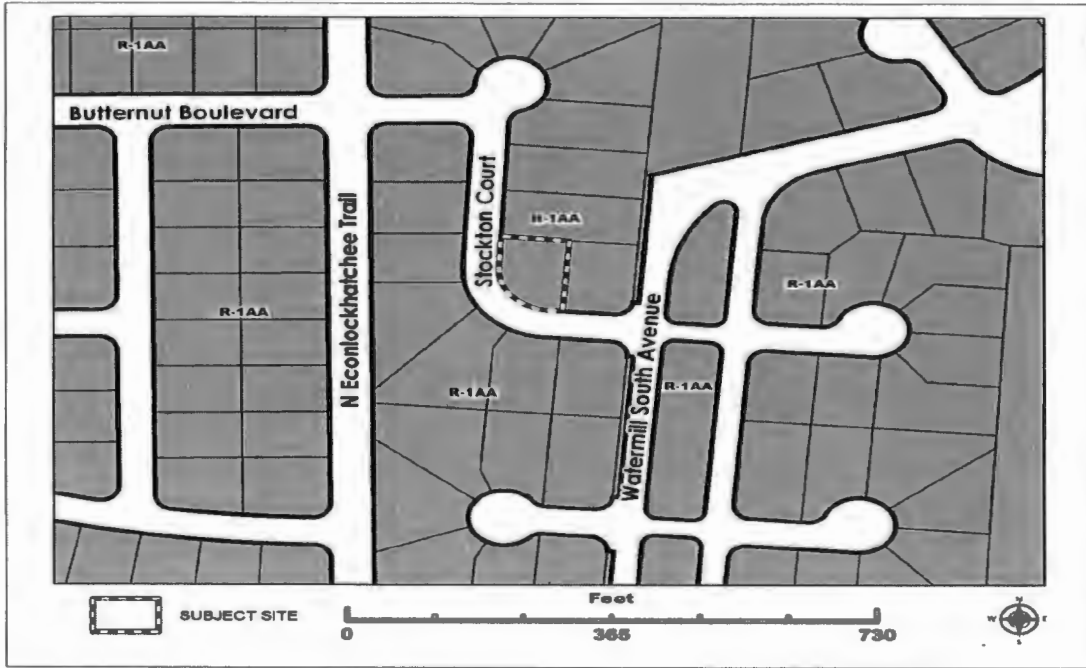 R-1AA
Butternut Boulevard
N Econlockhatchee Trail
Stockton Court
R-1AA
R-1AA
R-1AA
R-1AA
R-1AA
Watermill South Avenue
SUBJECT SITE
Feet
0 365 730
N
W E
S